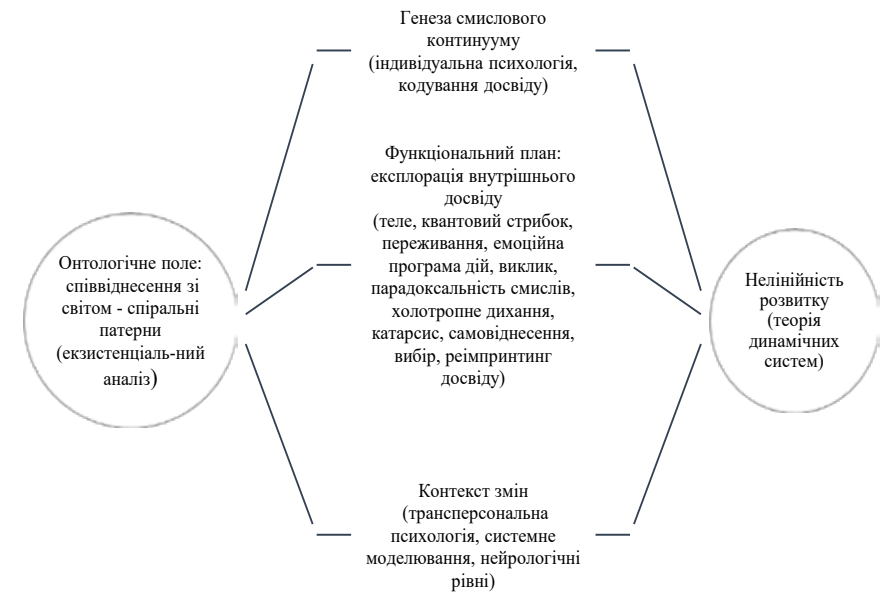 Генеза смислового
континууму
(індивідуальна психологія,
кодування досвіду)
Функціональний план:
експлорація внутрішнього
досвіду
(теле, квантовий стрибок,
переживання, емоційна
програма дій, виклик,
парадоксальність смислів,
холотропне дихання,
катарсис, самовіднесення,
вибір, реімпринтинг
досвіду)
Онтологічне поле:
співвіднесення зі
світом - спіральні
патерни
(екзистенціаль-ний
аналіз)
Нелінійність
розвитку
(теорія
динамічних
систем)
Контекст змін
(трансперсональна
психологія, системне
моделювання, нейрологічні
рівні)